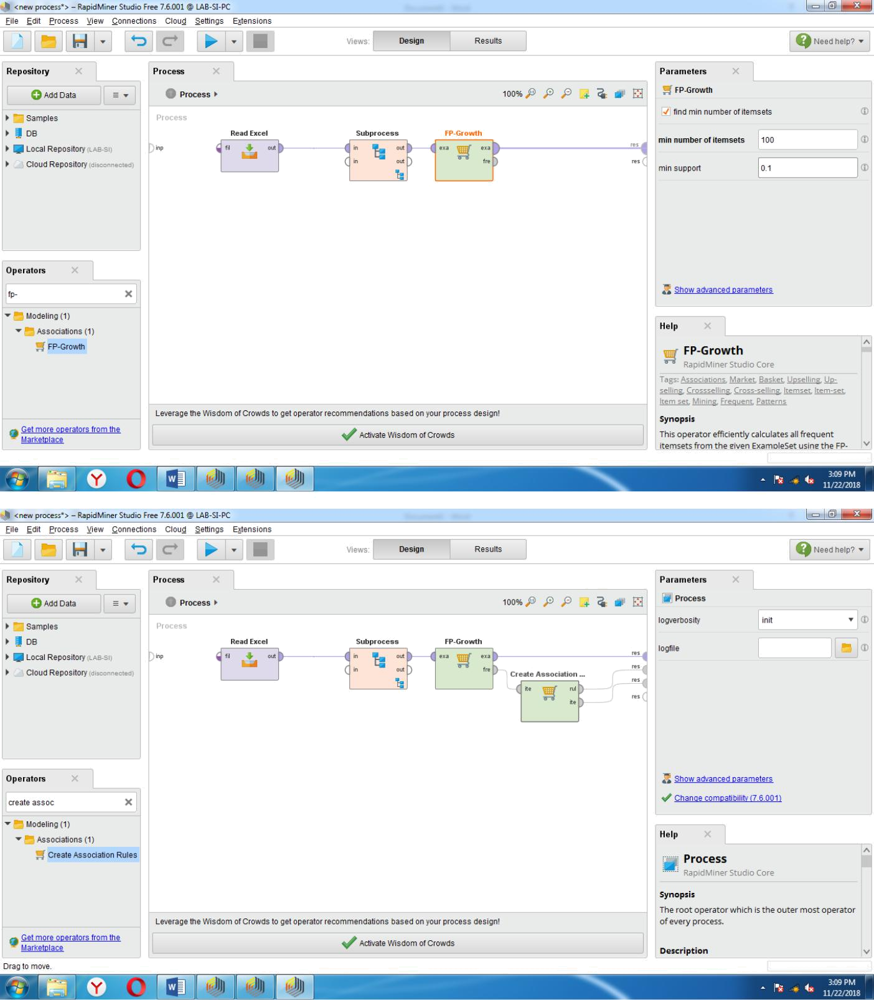 <new process*> – RapidMiner Studio Free 7.6.001 @ LAB-SI-PC
File Edit Process View Connections Cloud Settings Extensions
Views: Design Results Need help?
Repository
Add Data
Samples
DB
Local Repository (LAB-SI)
Cloud Repository (disconnected)
Operators
fp-
Modeling (1)
Associations (1)
FP-Growth
Get more operators from the
Marketplace
Process
Process
100%
Process
Read Excel
Subprocess
FP-Growth
inp
fil
out
in
out
in
out
exa
exa
fre
res
res
Leverage the Wisdom of Crowds to get operator recommendations based on your process design!
Activate Wisdom of Crowds
Parameters
FP-Growth
find min number of itemsets
min number of itemsets 100
min support 0.1
Show advanced parameters
Help
FP-Growth
RapidMiner Studio Core
Tags: Associations, Market, Basket, Upselling, Up-
selling, Crossselling, Cross-selling, Itemset, Item-set,
Item set, Mining, Frequent, Patterns
Synopsis
This operator efficiently calculates all frequent
itemsets from the given ExampleSet using the FP-
3:09 PM
11/22/2018
<new process*> – RapidMiner Studio Free 7.6.001 @ LAB-SI-PC
File Edit Process View Connections Cloud Settings Extensions
Views: Design Results Need help?
Repository
Add Data
Samples
DB
Local Repository (LAB-SI)
Cloud Repository (disconnected)
Operators
create assoc
Modeling (1)
Associations (1)
Create Association Rules
Get more operators from the
Marketplace
Drag to move.
Process
Process
100%
Process
Read Excel
Subprocess
FP-Growth
Create Association ...
inp
fil
out
in
out
in
out
exa
exa
fre
ite
rul
ite
res
res
res
res
Leverage the Wisdom of Crowds to get operator recommendations based on your process design!
Activate Wisdom of Crowds
Parameters
Process
logverbosity init
logfile
Show advanced parameters
Change compatibility (7.6.001)
Help
Process
RapidMiner Studio Core
Synopsis
The root operator which is the outer most operator
of every process.
Description
3:09 PM
11/22/2018